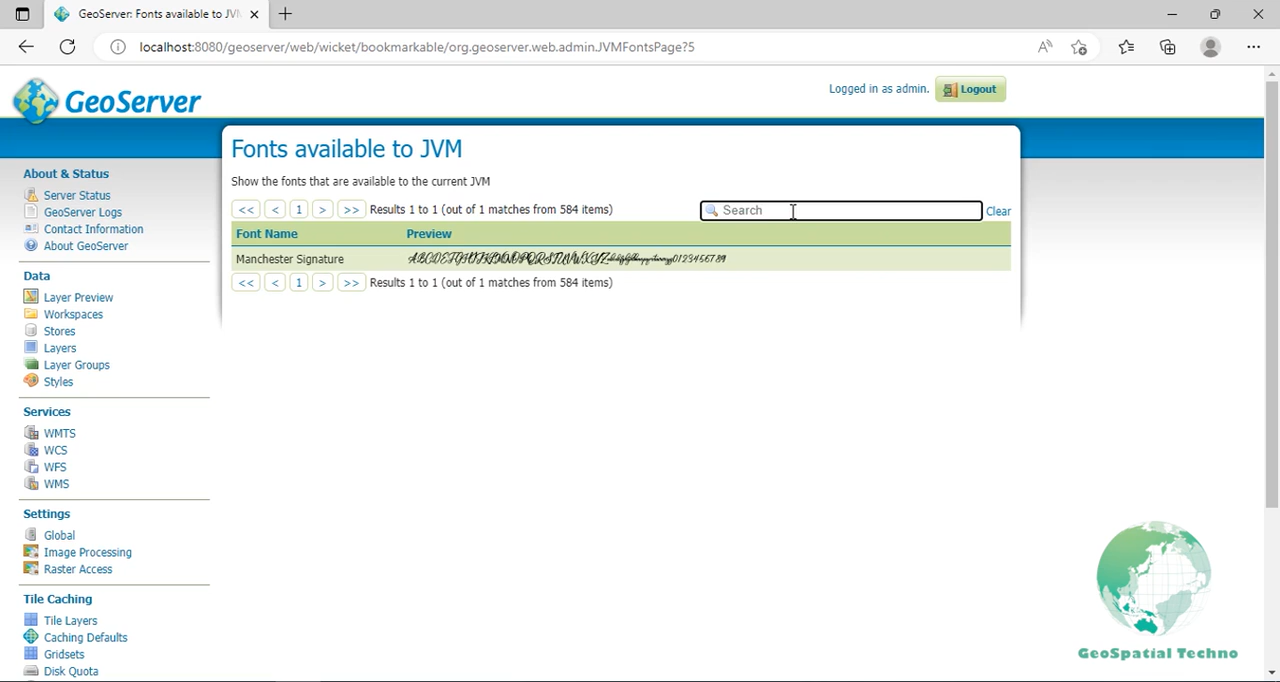 GeoServer: Fonts available to JV
localhost:8080/geoserver/web/wicket/bookmarkable/org.geoserver.web.admin.JVMFontsPage?5
GeoServer
Logged in as admin.
Logout
About & Status
Server Status
GeoServer Logs
Contact Information
About GeoServer
Data
Layer Preview
Workspaces
Stores
Layers
Layer Groups
Styles
Services
WMTS
WCS
WFS
WMS
Settings
Global
Image Processing
Raster Access
Tile Caching
Tile Layers
Caching Defaults
Gridsets
Disk Quota
Fonts available to JVM
Show the fonts that are available to the current JVM
<< < 1 > >> Results 1 to 1 (out of 1 matches from 584 items)
Search
Clear
Font Name Preview
Manchester Signature
<< < 1 > >> Results 1 to 1 (out of 1 matches from 584 items)
GeoSpatial Techno